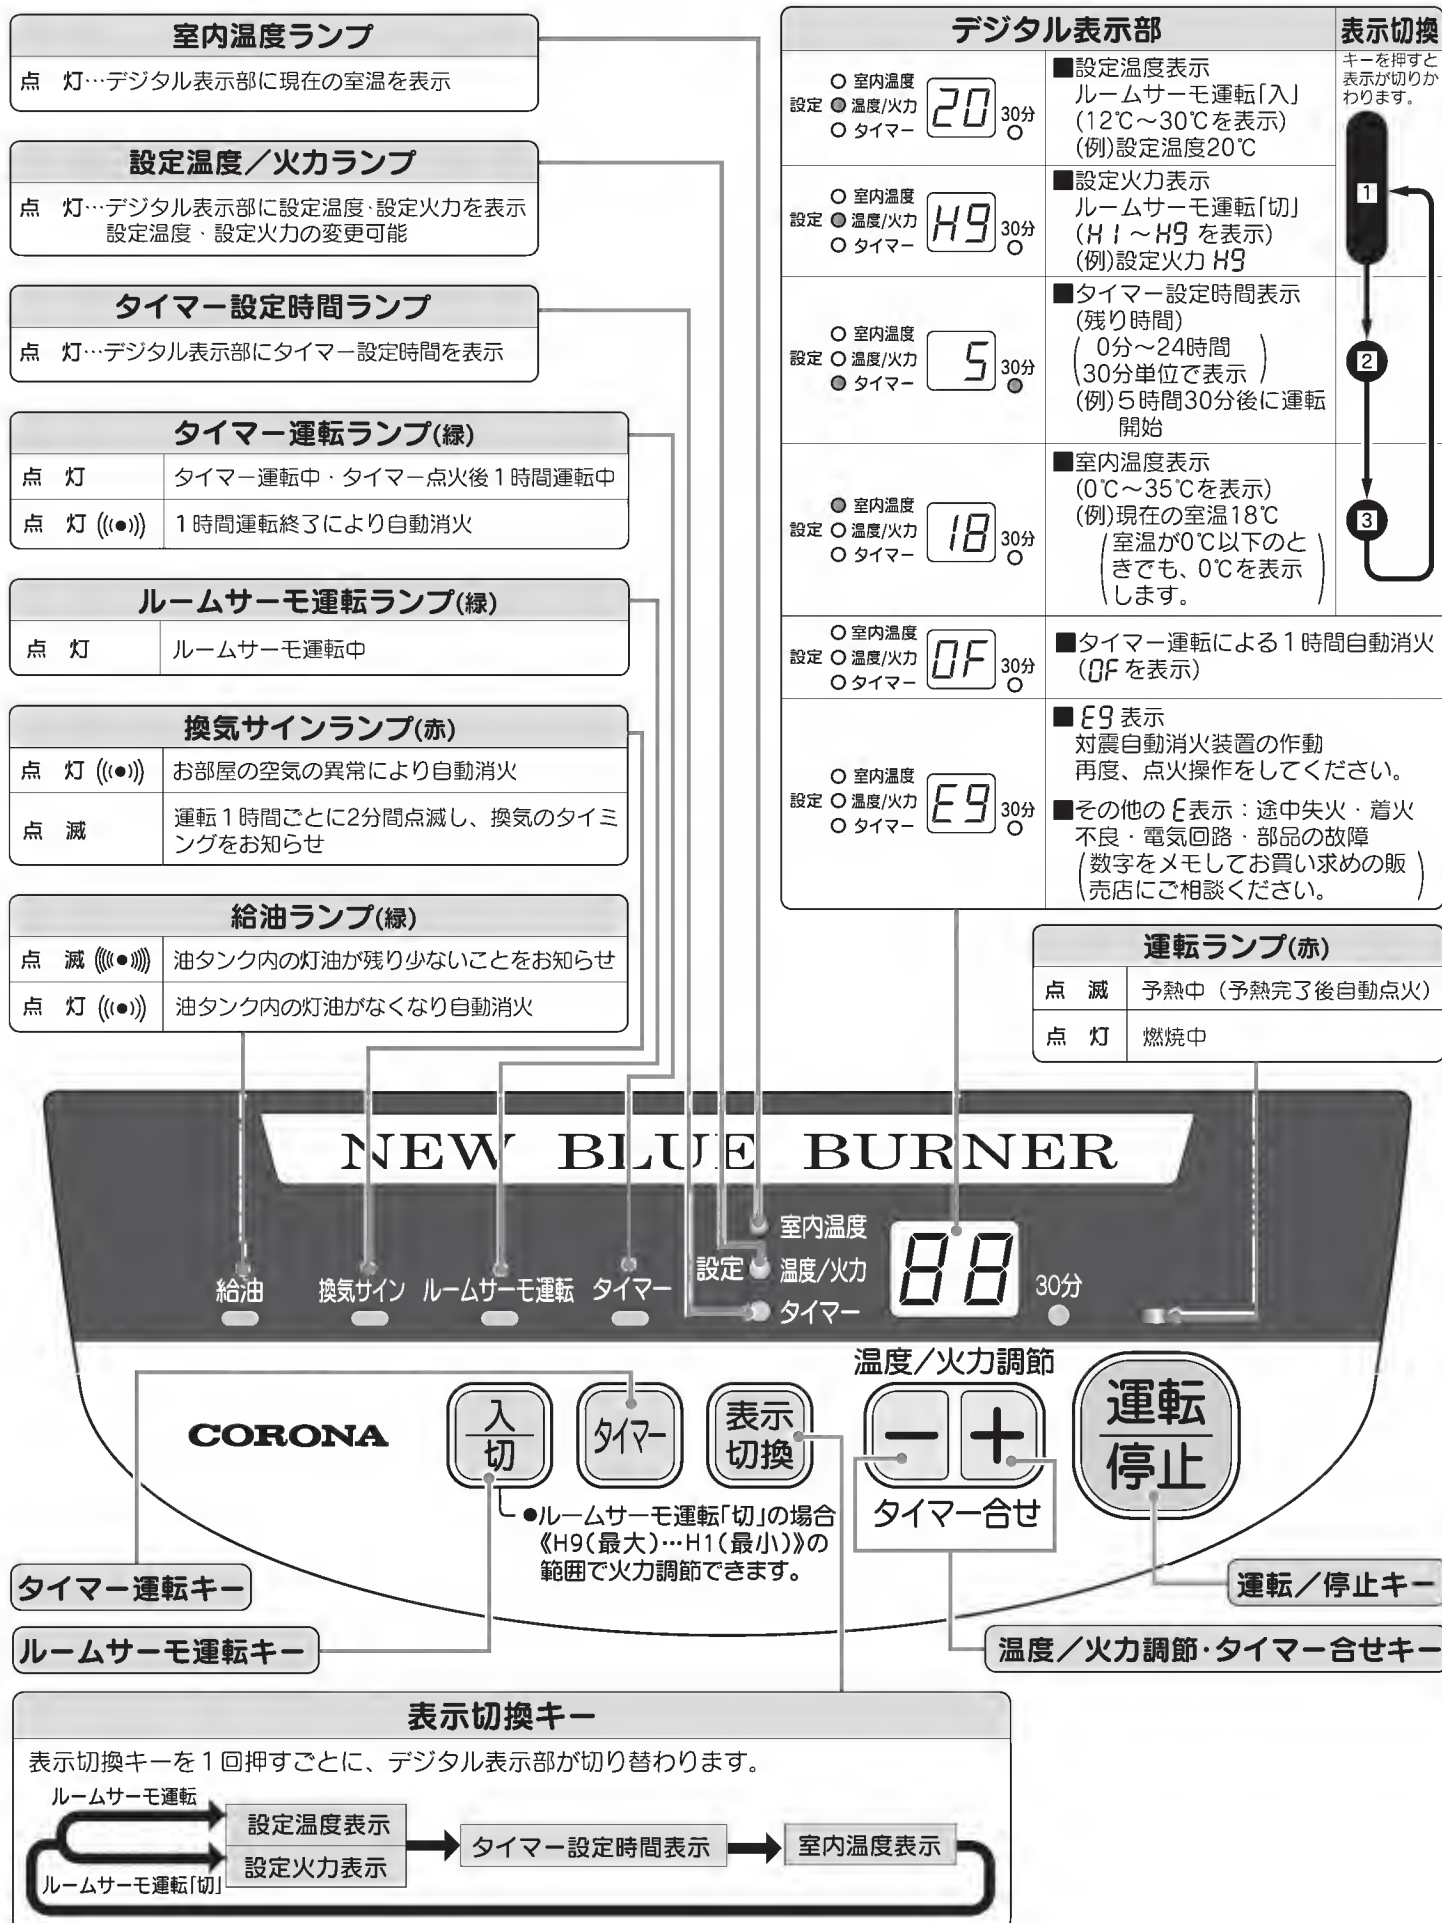 室内温度ランプ
点　灯…デジタル表示部に現在の室温を表示
設定温度／火力ランプ
点　灯…デジタル表示部に設定温度・設定火力を表示
設定温度・設定火力の変更可能
タイマー設定時間ランプ
点　灯…デジタル表示部にタイマー設定時間を表示
タイマー運転ランプ(緑)
点　灯　タイマー運転中・タイマー点火後１時間運転中
点　灯 (((●)))　１時間運転終了により自動消火
ルームサーモ運転ランプ(緑)
点　灯　ルームサーモ運転中
換気サインランプ(赤)
点　灯 (((●)))　お部屋の空気の異常により自動消火
点　滅　運転１時間ごとに2分間点滅し、換気のタイミ
ングをお知らせ
給油ランプ(緑)
点　滅 ((((●))))　油タンク内の灯油が残り少ないことをお知らせ
点　灯 (((●)))　油タンク内の灯油がなくなり自動消火
デジタル表示部
表示切換
キーを押すと
表示が切りか
わります。
○ 室内温度
設定 ● 温度/火力 20 30分
○ タイマー ○
■設定温度表示
ルームサーモ運転「入」
(12℃～30℃を表示)
(例)設定温度20℃
○ 室内温度
設定 ● 温度/火力 H9 30分
○ タイマー ○
■設定火力表示
ルームサーモ運転「切」
(H1～H9 を表示)
(例)設定火力 H9
1
○ 室内温度
設定 ○ 温度/火力 5 30分
● タイマー ●
■タイマー設定時間表示
(残り時間)
(0分～24時間
30分単位で表示)
(例)５時間30分後に運転
開始
2
● 室内温度
設定 ○ 温度/火力 18 30分
○ タイマー ○
■室内温度表示
(0℃～35℃を表示)
(例)現在の室温18℃
(室温が0℃以下のと
きでも、0℃を表示
します。)
3
○ 室内温度
設定 ○ 温度/火力 0F 30分
○ タイマー ○
■タイマー運転による１時間自動消火
(0F を表示)
○ 室内温度
設定 ○ 温度/火力 E9 30分
○ タイマー ○
■ E9 表示
対震自動消火装置の作動
再度、点火操作をしてください。
■その他の E表示：途中失火・着火
不良・電気回路・部品の故障
(数字をメモしてお買い求めの販
売店にご相談ください。)
運転ランプ(赤)
点　滅　予熱中（予熱完了後自動点火）
点　灯　燃焼中
NEW BLUE BURNER
室内温度
設定 温度/火力
タイマー
88
30分
給油
換気サイン
ルームサーモ運転
タイマー
温度／火力調節
CORONA
入
切
タイマー
表示
切換
－
＋
タイマー合せ
運転
停止
●ルームサーモ運転「切」の場合
《H9(最大)…H1(最小)》の
範囲で火力調節できます。
タイマー運転キー
運転／停止キー
ルームサーモ運転キー
温度／火力調節・タイマー合せキー
表示切換キー
表示切換キーを１回押すごとに、デジタル表示部が切り替わります。
ルームサーモ運転
設定温度表示
設定火力表示
タイマー設定時間表示
室内温度表示
ルームサーモ運転「切」